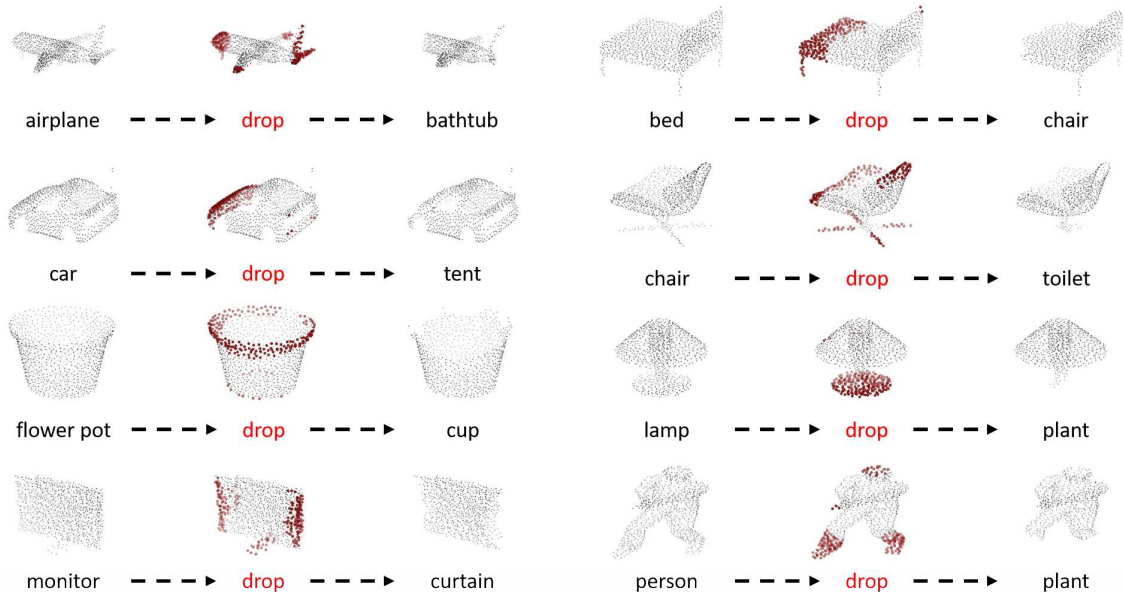 airplane drop bathtub
bed drop chair
car drop tent
chair drop toilet
flower pot drop cup
lamp drop plant
monitor drop curtain
person drop plant